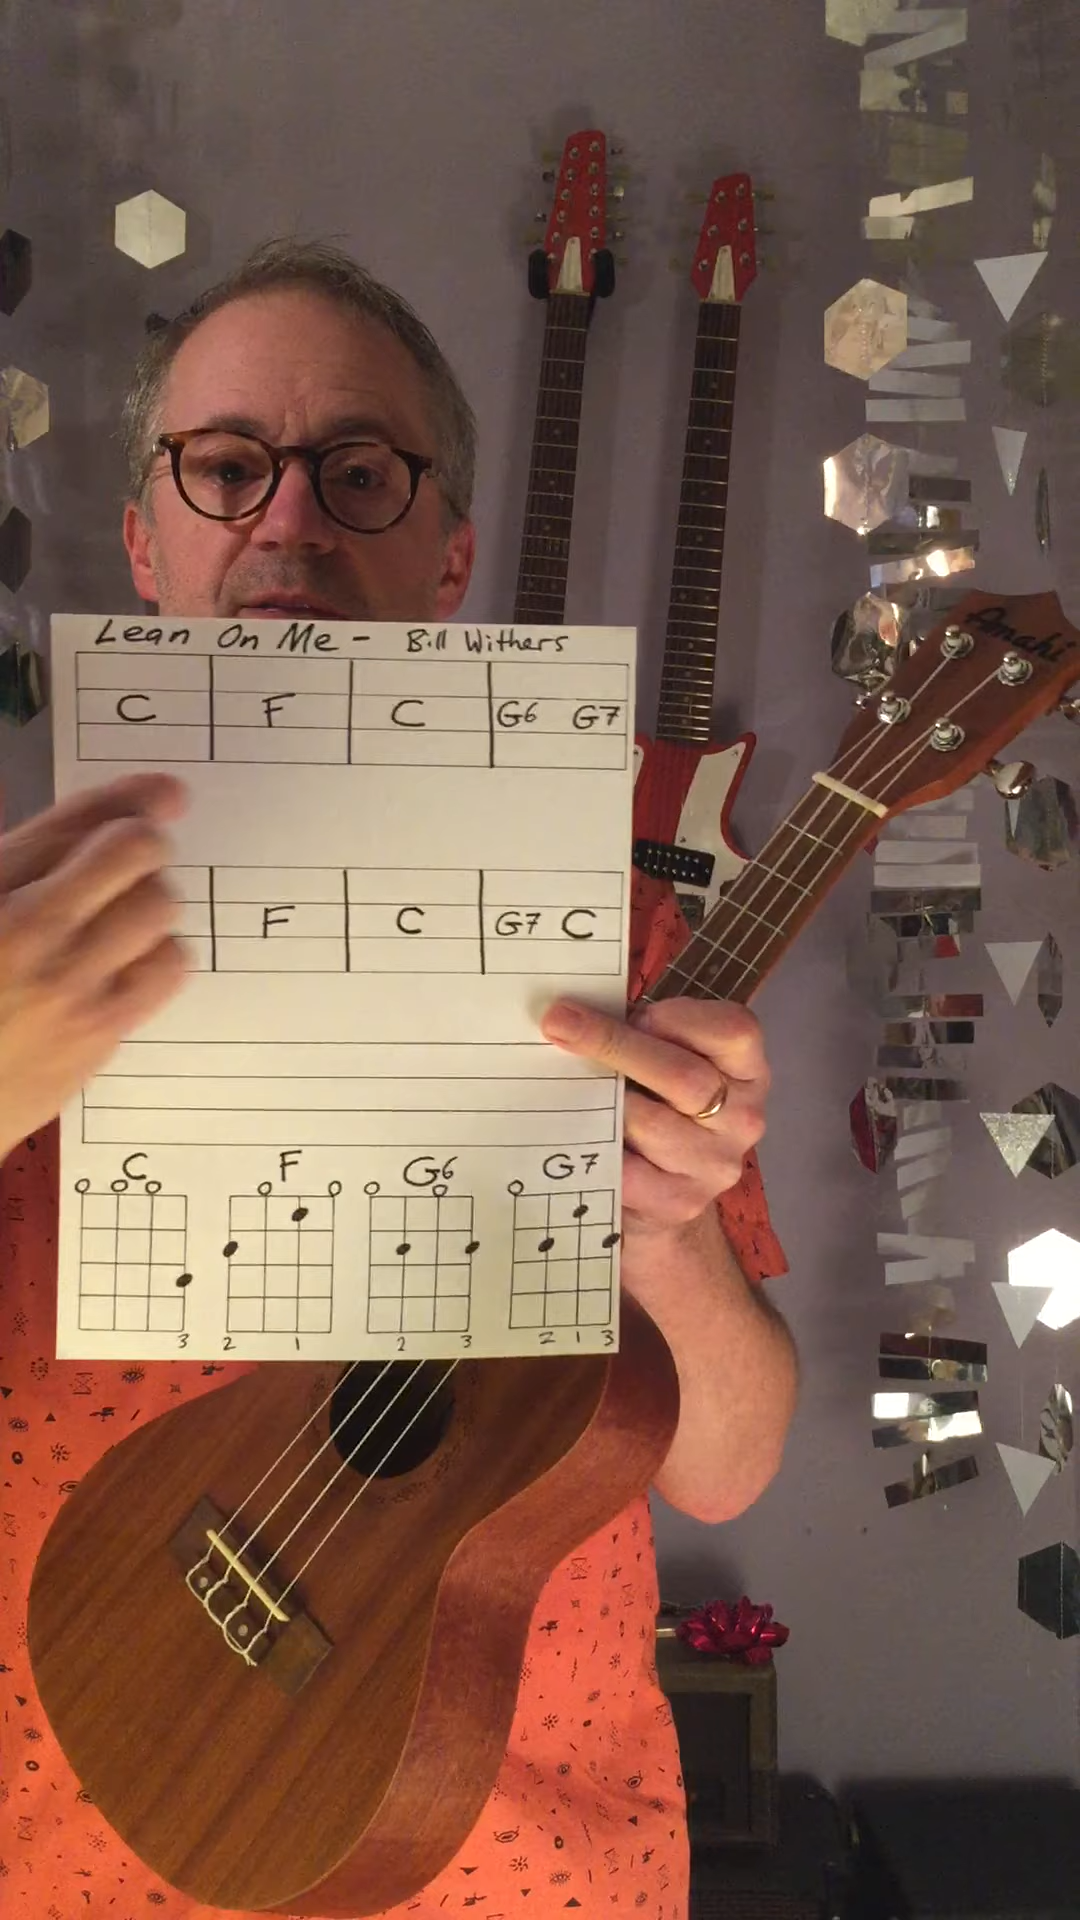 Lean On Me - Bill Withers
C F C G6 G7
F C G7 C
C F G6 G7
3 2 1 2 3 2 1 3
Amahi